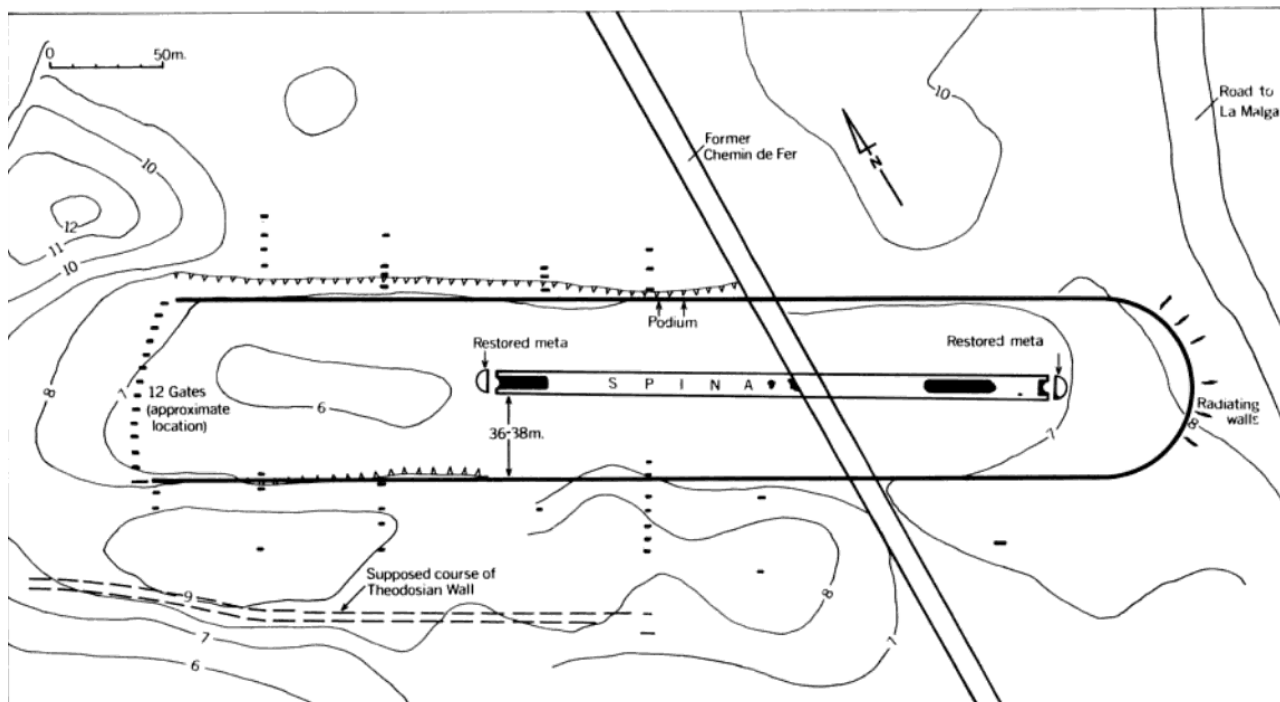 0 50m.
10
Road to
La Malga
Former
Chemin de Fer
10
N
12
11
10
Podium
Restored meta
Restored meta
SPINA
8
7
12 Gates
(approximate
location)
6
36-38m.
7
Radiating
walls
8
Supposed course of
Theodosian Wall
9
8
7
7
6